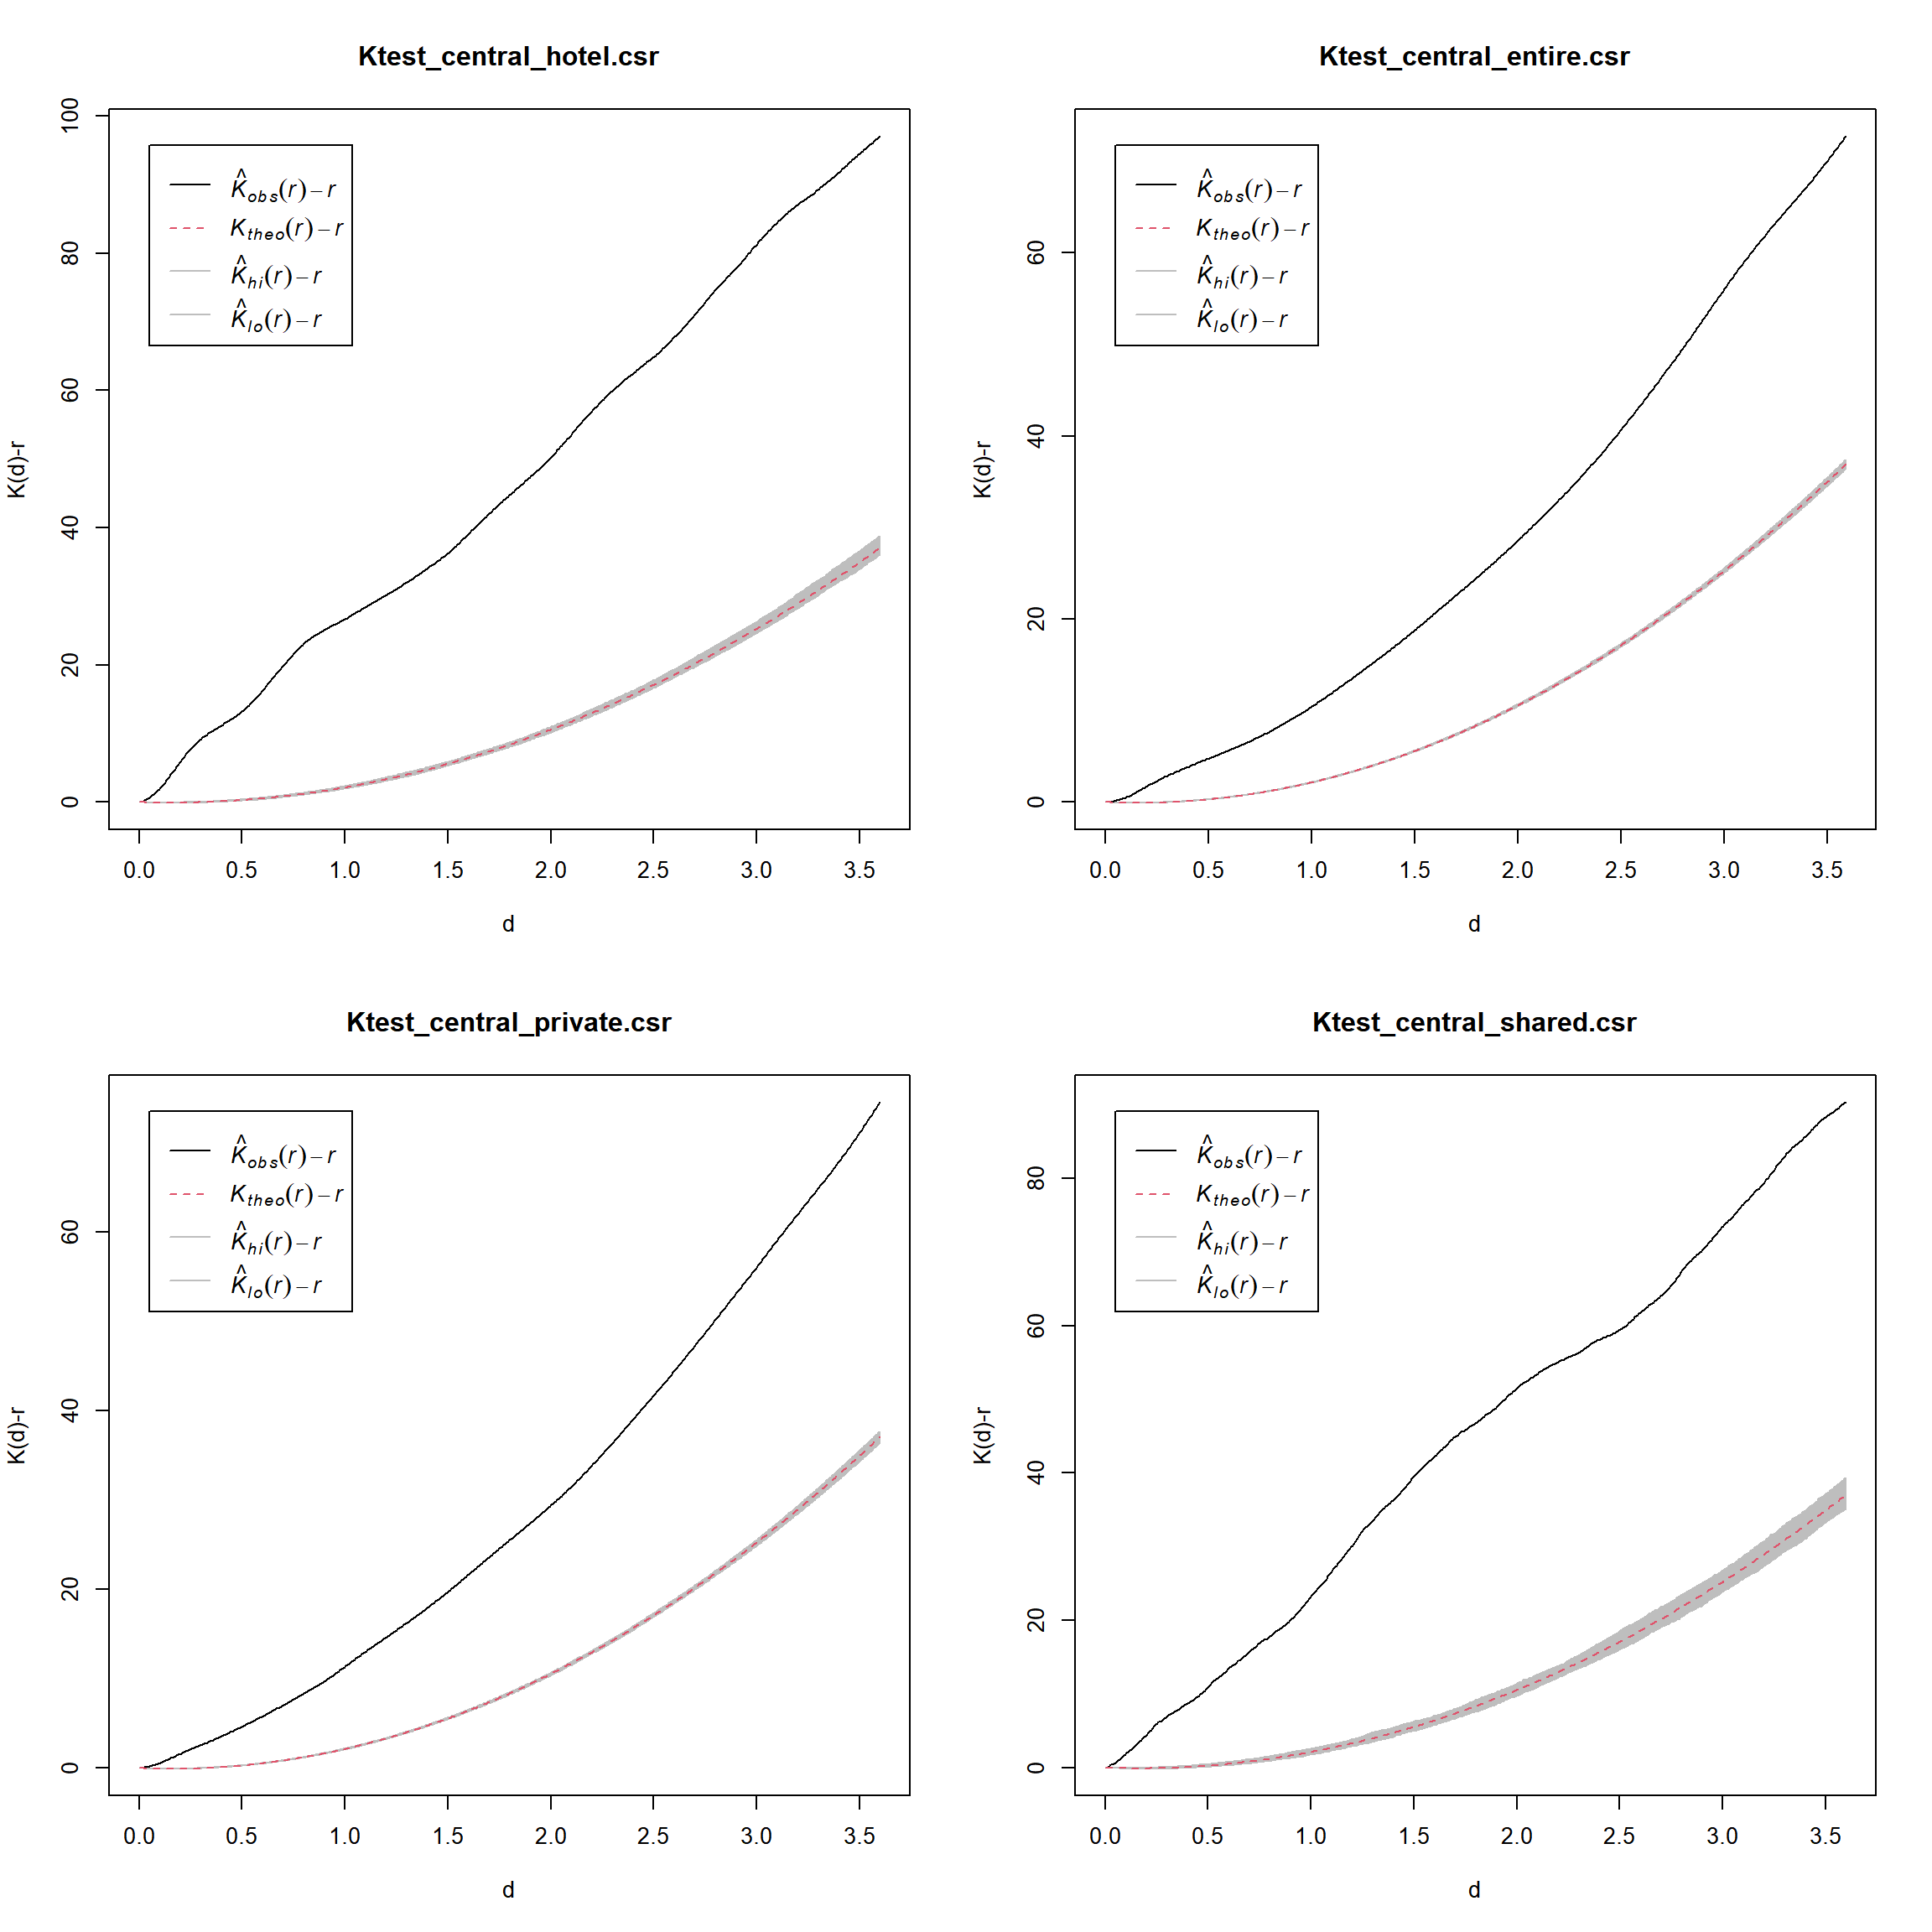 Ktest_central_hotel.csr
K(d)-r
100
80
60
40
20
0
K̂obs(r) – r
Ktheo(r) – r
K̂hi(r) – r
K̂lo(r) – r
0.0 0.5 1.0 1.5 2.0 2.5 3.0 3.5
d
Ktest_central_entire.csr
K(d)-r
60
40
20
0
K̂obs(r) – r
Ktheo(r) – r
K̂hi(r) – r
K̂lo(r) – r
0.0 0.5 1.0 1.5 2.0 2.5 3.0 3.5
d
Ktest_central_private.csr
K(d)-r
60
40
20
0
K̂obs(r) – r
Ktheo(r) – r
K̂hi(r) – r
K̂lo(r) – r
0.0 0.5 1.0 1.5 2.0 2.5 3.0 3.5
d
Ktest_central_shared.csr
K(d)-r
80
60
40
20
0
K̂obs(r) – r
Ktheo(r) – r
K̂hi(r) – r
K̂lo(r) – r
0.0 0.5 1.0 1.5 2.0 2.5 3.0 3.5
d